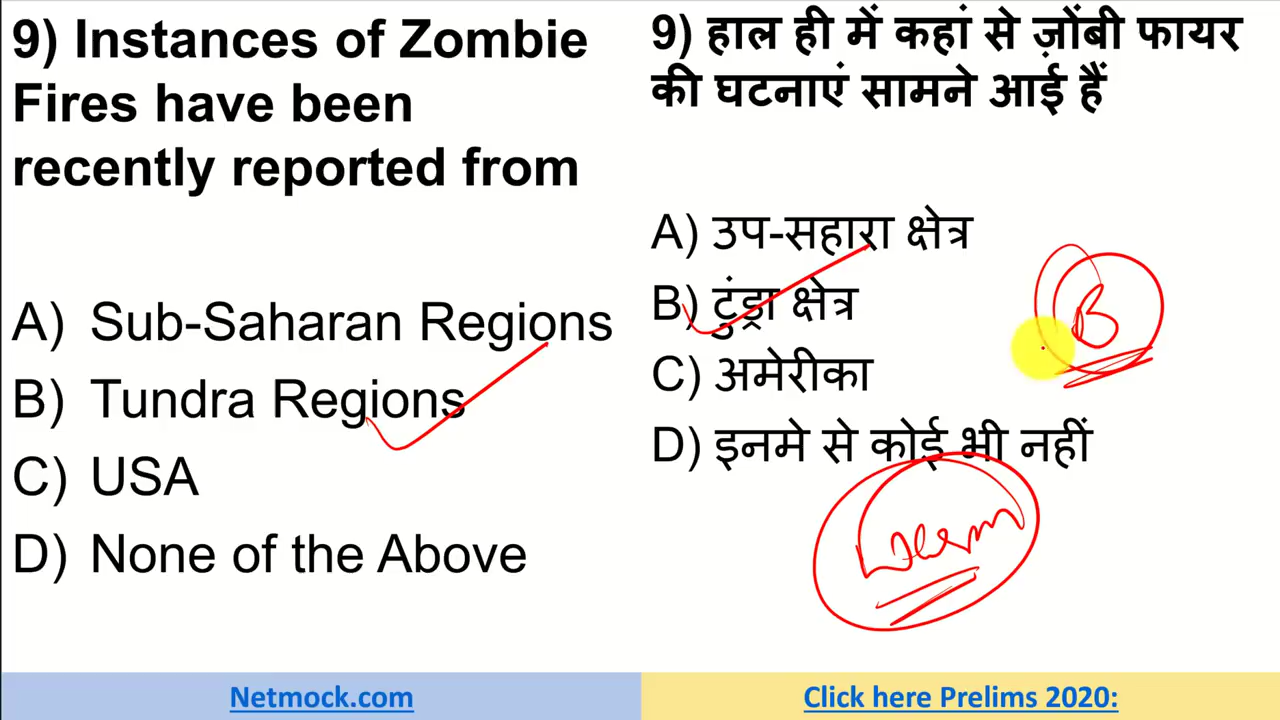 9) Instances of Zombie
Fires have been
recently reported from
A) Sub-Saharan Regions
B) Tundra Regions
C) USA
D) None of the Above
9) हाल ही में कहां से ज़ोंबी फायर
की घटनाएं सामने आई हैं
A) उप-सहारा क्षेत्र
B) टुंड्रा क्षेत्र
C) अमेरीका
D) इनमे से कोई भी नहीं
B
Netmock.com
Click here Prelims 2020: